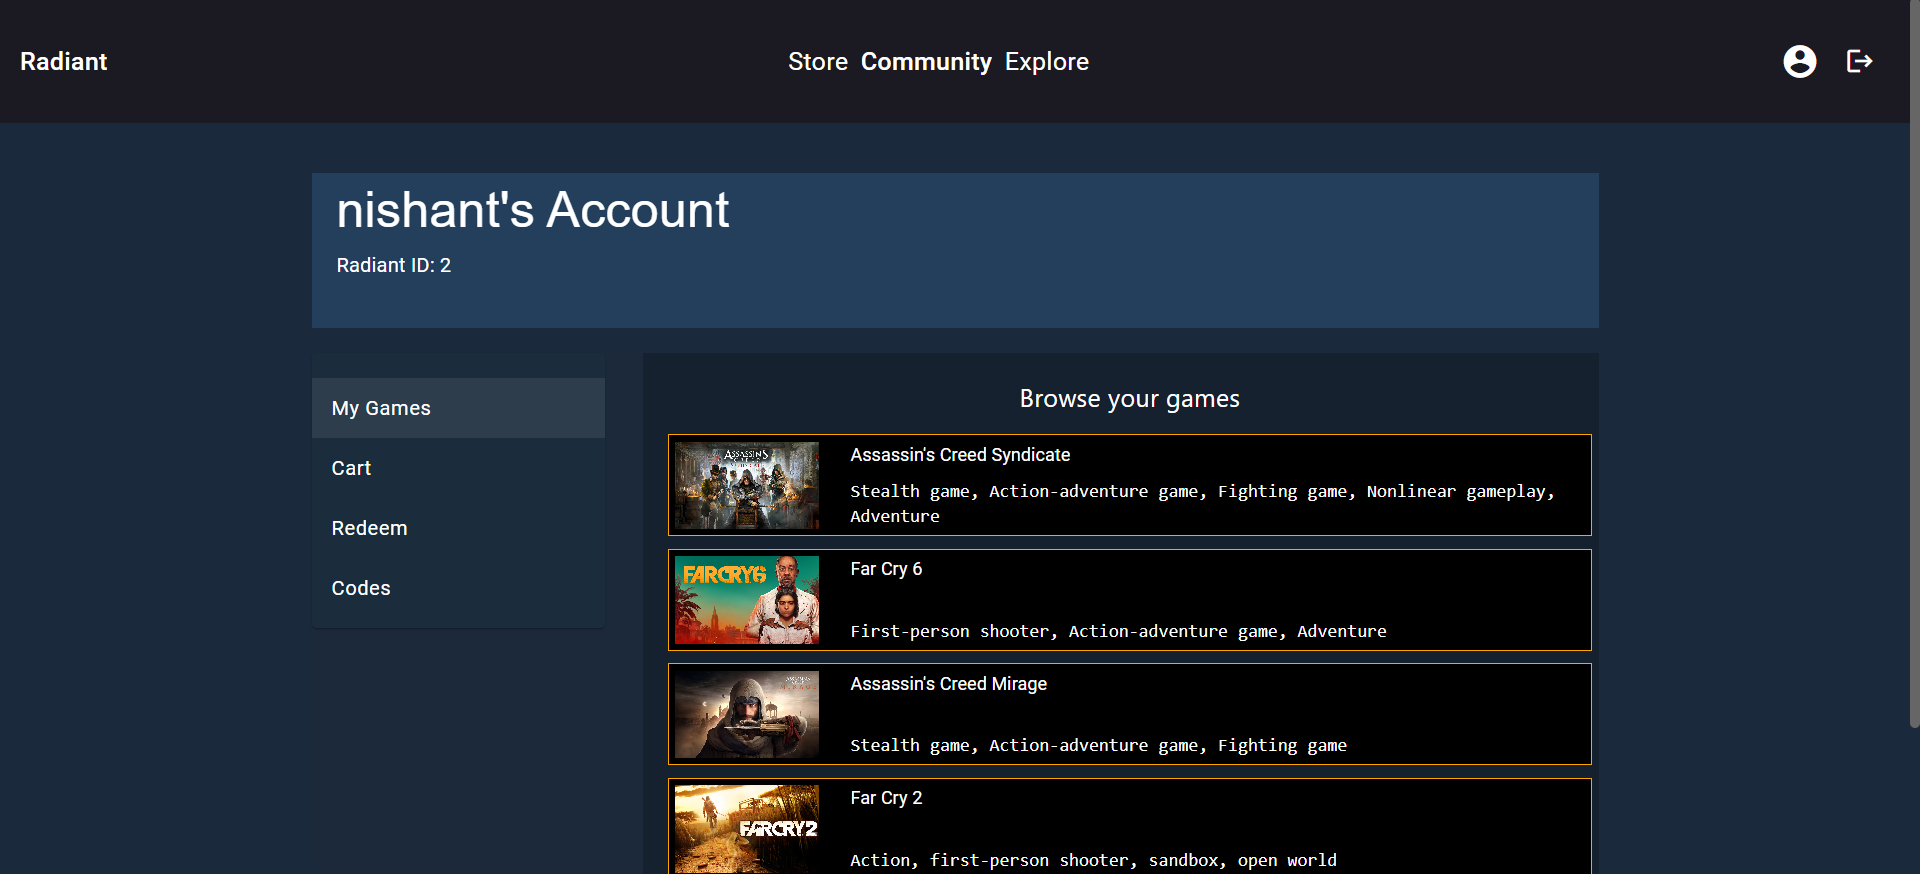 Radiant
Store Community Explore
nishant's Account
Radiant ID: 2
My Games
Cart
Redeem
Codes
Browse your games
ASSASSIN'S
Assassin's Creed Syndicate
Stealth game, Action-adventure game, Fighting game, Nonlinear gameplay,
Adventure
FARCRY6
Far Cry 6
First-person shooter, Action-adventure game, Adventure
Assassin's Creed Mirage
Stealth game, Action-adventure game, Fighting game
FARCRY2
Far Cry 2
Action, first-person shooter, sandbox, open world